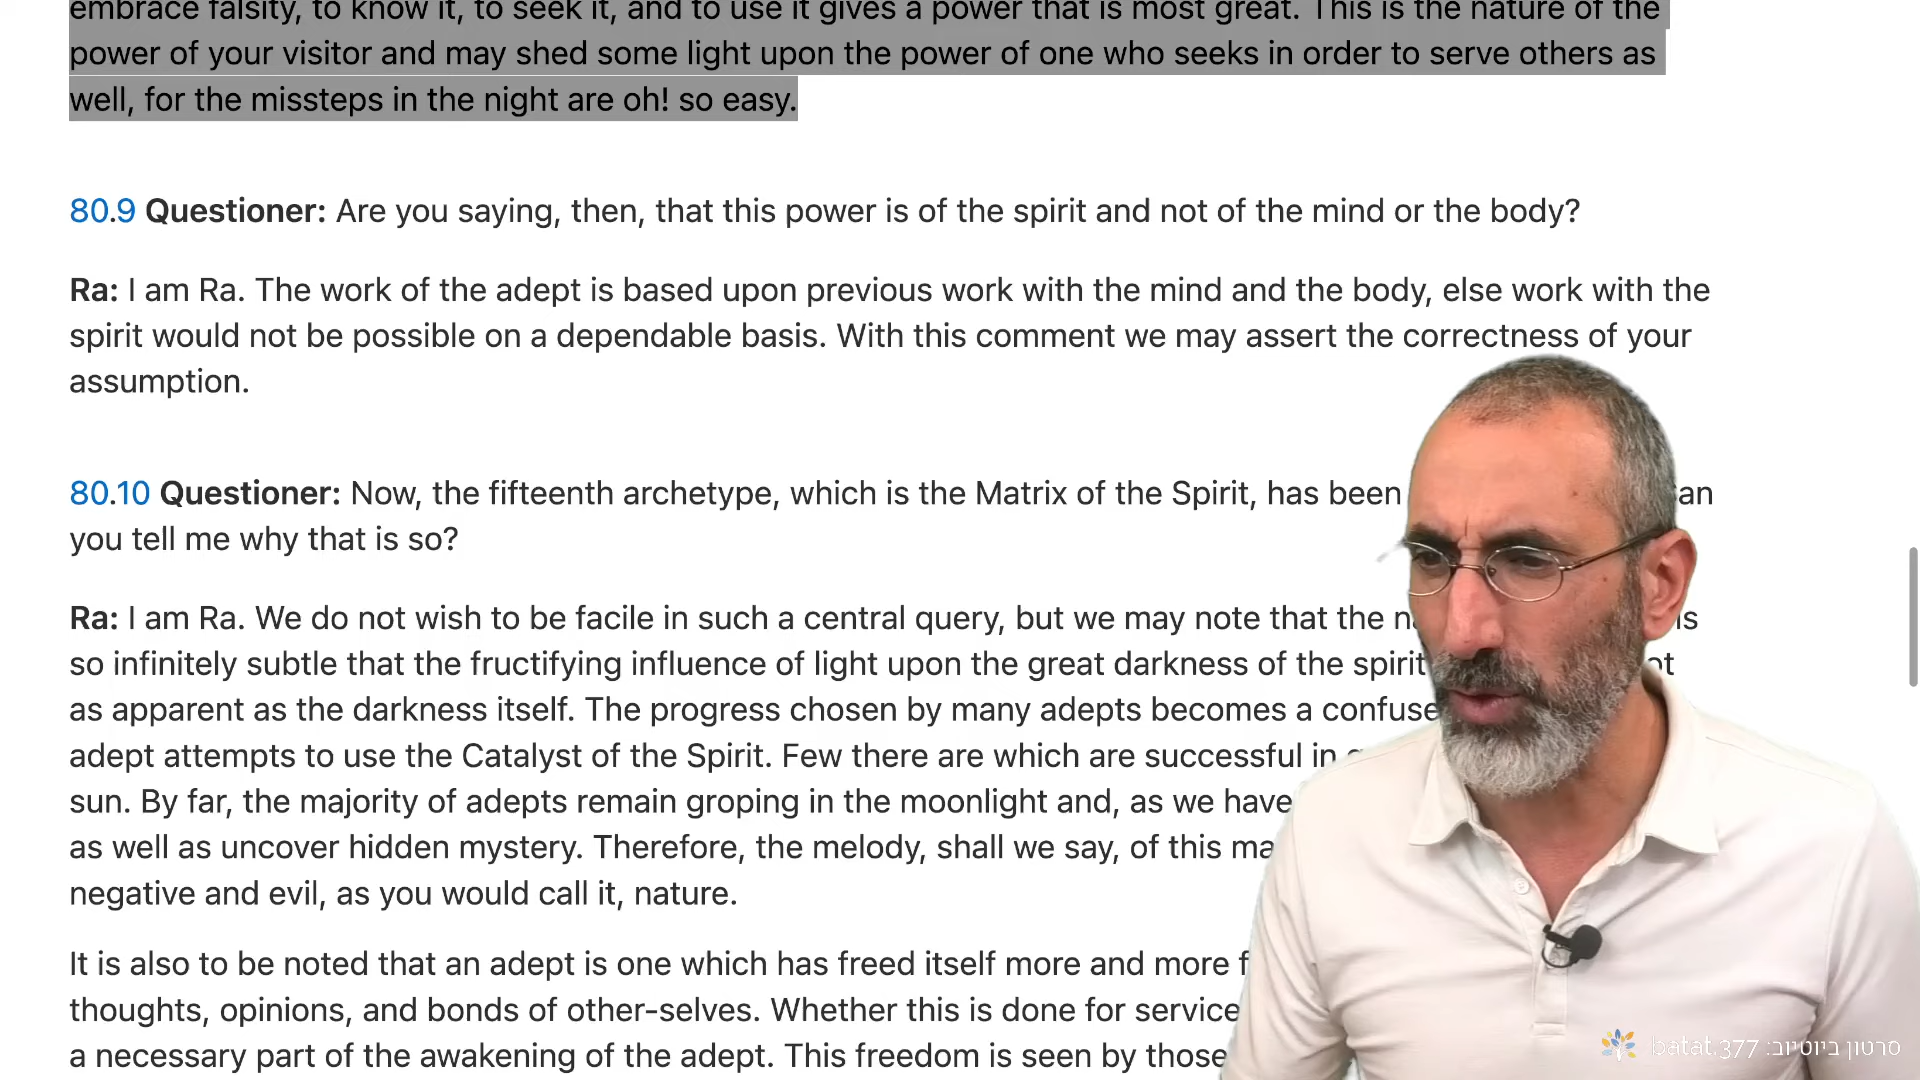 embrace falsity, to know it, to seek it, and to use it gives a power that is most great. This is the nature of the
power of your visitor and may shed some light upon the power of one who seeks in order to serve others as
well, for the missteps in the night are oh! so easy.
80.9 Questioner: Are you saying, then, that this power is of the spirit and not of the mind or the body?
Ra: I am Ra. The work of the adept is based upon previous work with the mind and the body, else work with the
spirit would not be possible on a dependable basis. With this comment we may assert the correctness of your
assumption.
80.10 Questioner: Now, the fifteenth archetype, which is the Matrix of the Spirit, has been
you tell me why that is so?
Ra: I am Ra. We do not wish to be facile in such a central query, but we may note that the
so infinitely subtle that the fructifying influence of light upon the great darkness of the spirit
as apparent as the darkness itself. The progress chosen by many adepts becomes a
adept attempts to use the Catalyst of the Spirit. Few there are which are successful in
sun. By far, the majority of adepts remain groping in the moonlight and, as we have
as well as uncover hidden mystery. Therefore, the melody, shall we say, of this
negative and evil, as you would call it, nature.
It is also to be noted that an adept is one which has freed itself more and more
thoughts, opinions, and bonds of other-selves. Whether this is done for service
a necessary part of the awakening of the adept. This freedom is seen by those
סרטון ביוטיוב: batat.377